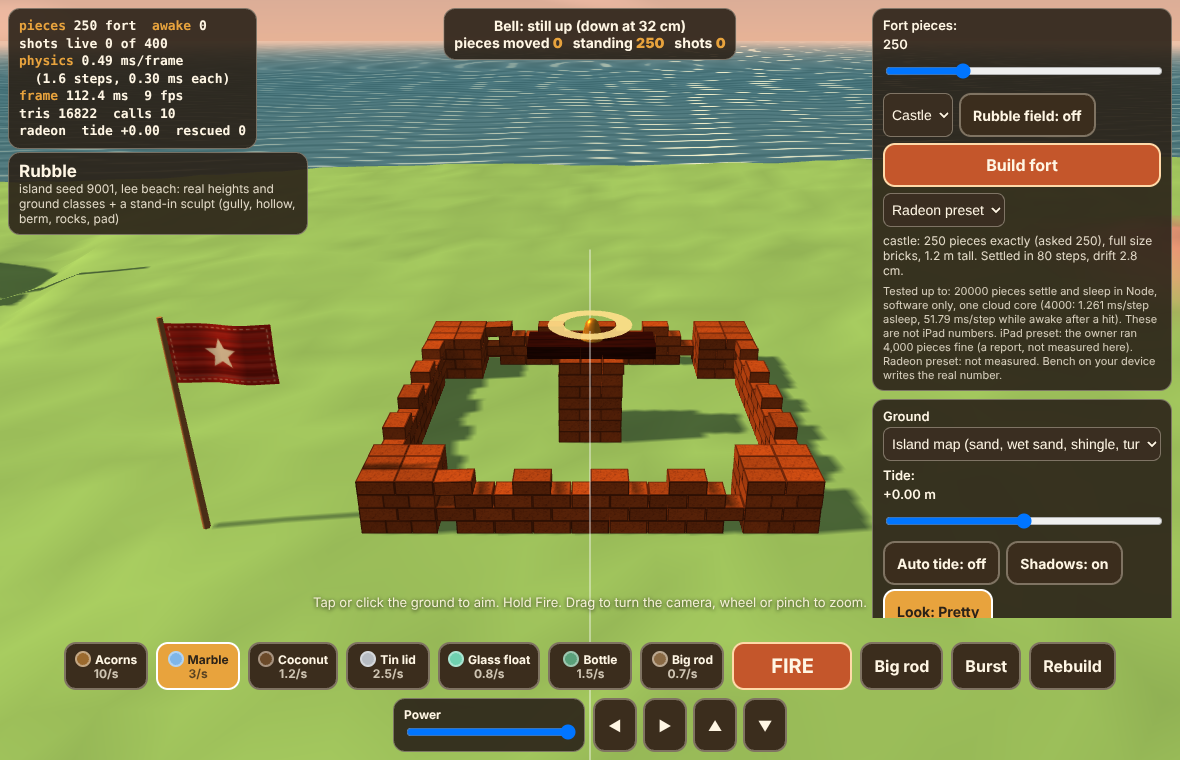 pieces 250 fort awake 0
shots live 0 of 400
physics 0.49 ms/frame
(1.6 steps, 0.30 ms each)
frame 112.4 ms 9 fps
tris 16822 calls 10
radeon tide +0.00 rescued 0
Rubble
island seed 9001, lee beach: real heights and
ground classes + a stand-in sculpt (gully, hollow,
berm, rocks, pad)
Bell: still up (down at 32 cm)
pieces moved 0 standing 250 shots 0
Fort pieces:
250
Castle
Rubble field: off
Build fort
Radeon preset
castle: 250 pieces exactly (asked 250), full size
bricks, 1.2 m tall. Settled in 80 steps, drift 2.8
cm.
Tested up to: 20000 pieces settle and sleep in Node,
software only, one cloud core (4000: 1.261 ms/step
asleep, 51.79 ms/step while awake after a hit). These
are not iPad numbers. iPad preset: the owner ran
4,000 pieces fine (a report, not measured here).
Radeon preset: not measured. Bench on your device
writes the real number.
Ground
Island map (sand, wet sand, shingle, tur
Tide:
+0.00 m
Auto tide: off
Shadows: on
Look: Pretty
Tap or click the ground to aim. Hold Fire. Drag to turn the camera, wheel or pinch to zoom.
Acorns
10/s
Marble
3/s
Coconut
1.2/s
Tin lid
2.5/s
Glass float
0.8/s
Bottle
1.5/s
Big rod
0.7/s
FIRE
Big rod
Burst
Rebuild
Power